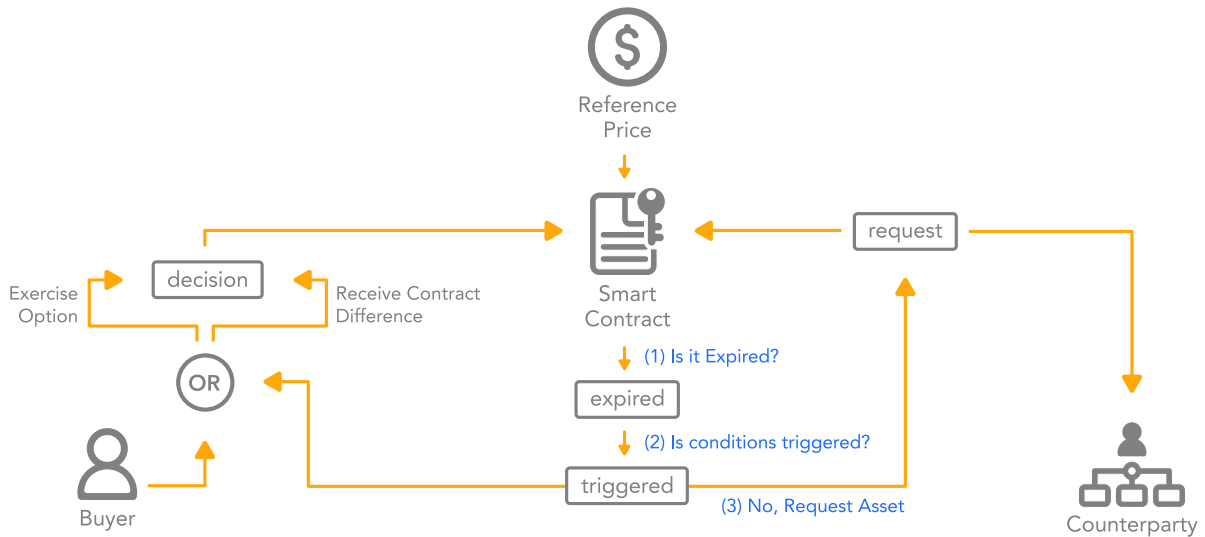 $
Reference
Price
request
decision
Exercise
Option
Receive Contract
Difference
Smart
Contract
(1) Is it Expired?
OR
expired
(2) Is conditions triggered?
triggered
(3) No, Request Asset
Buyer
Counterparty